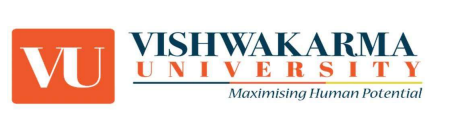 VU
VISHWAKARMA
UNIVERSITY
Maximising Human Potential